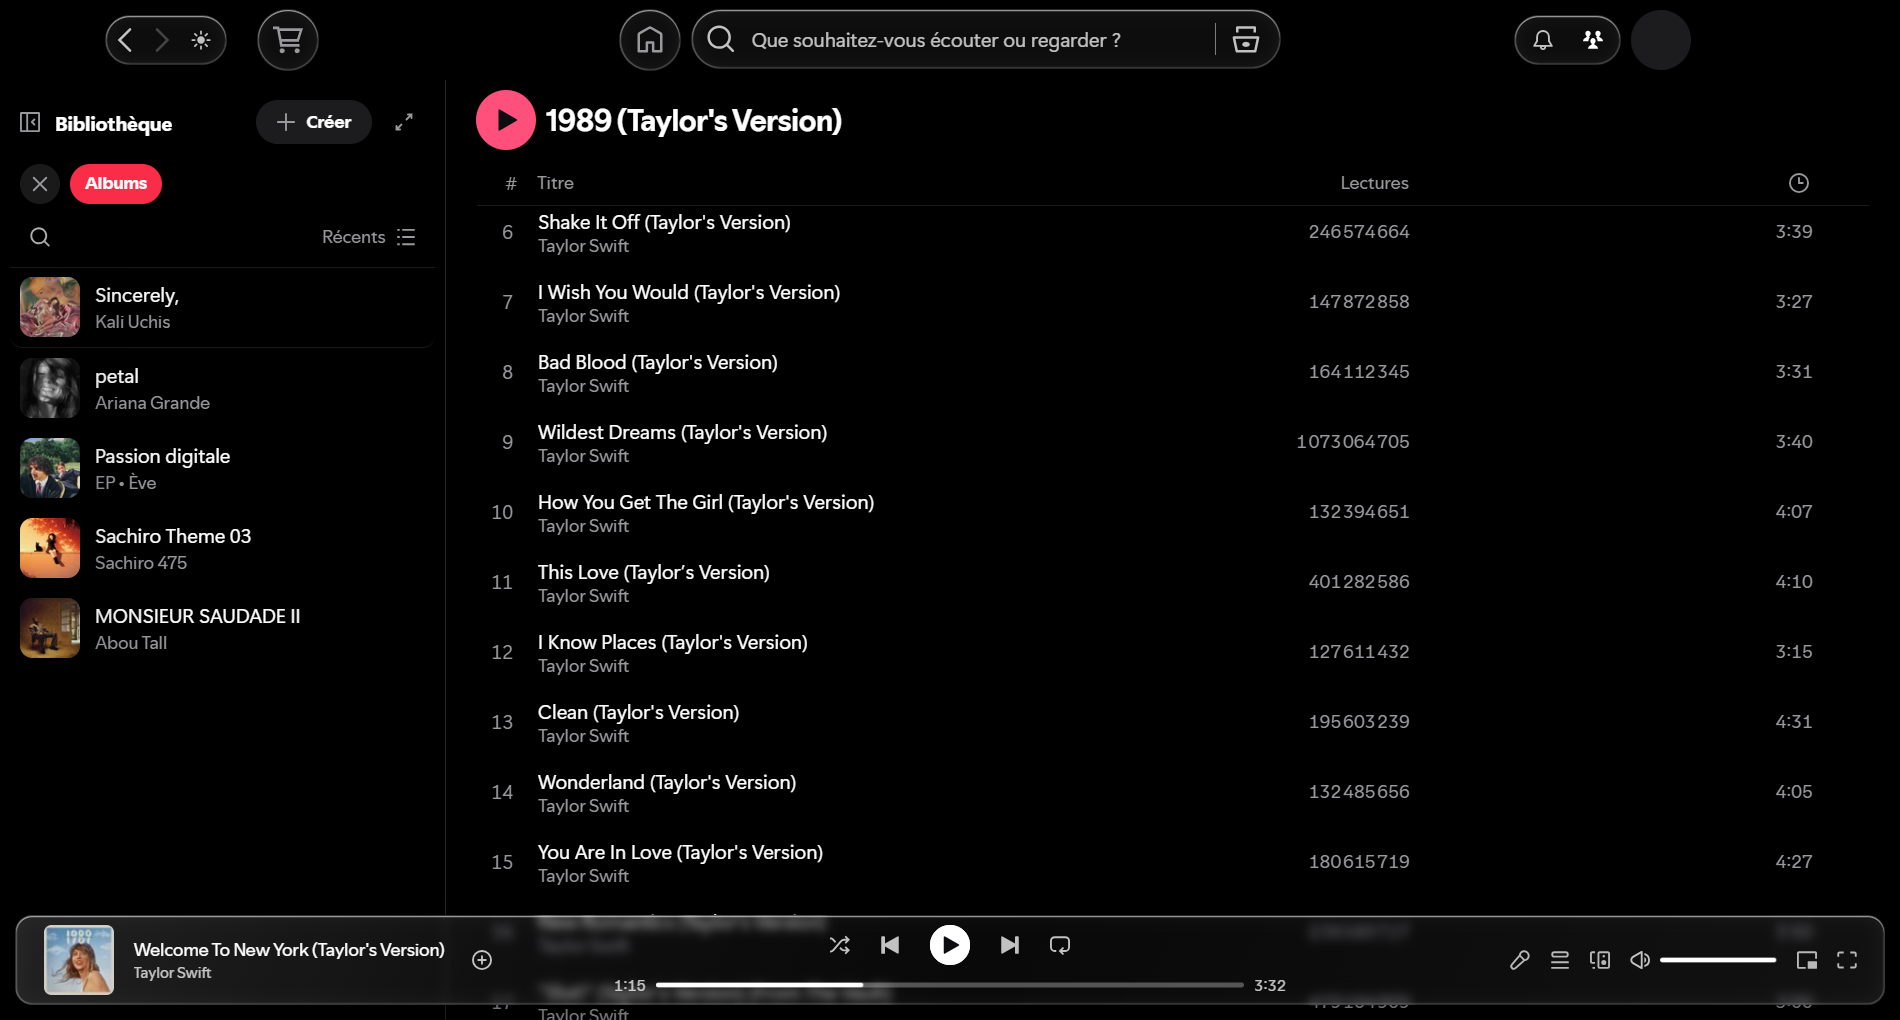 Que souhaitez-vous écouter ou regarder ?
Bibliothèque
Créer
Albums
Récents
Sincerely,
Kali Uchis
petal
Ariana Grande
Passion digitale
EP • Ève
Sachiro Theme 03
Sachiro 475
MONSIEUR SAUDADE II
Abou Tall
1989 (Taylor's Version)
# Titre Lectures
6 Shake It Off (Taylor's Version) 246574664 3:39
Taylor Swift
7 I Wish You Would (Taylor's Version) 147872858 3:27
Taylor Swift
8 Bad Blood (Taylor's Version) 164112345 3:31
Taylor Swift
9 Wildest Dreams (Taylor's Version) 1073064705 3:40
Taylor Swift
10 How You Get The Girl (Taylor's Version) 132394651 4:07
Taylor Swift
11 This Love (Taylor’s Version) 401282586 4:10
Taylor Swift
12 I Know Places (Taylor's Version) 127611432 3:15
Taylor Swift
13 Clean (Taylor's Version) 195603239 4:31
Taylor Swift
14 Wonderland (Taylor's Version) 132485656 4:05
Taylor Swift
15 You Are In Love (Taylor's Version) 180615719 4:27
Taylor Swift
Welcome To New York (Taylor's Version)
Taylor Swift
1:15 3:32
17
Taylor Swift